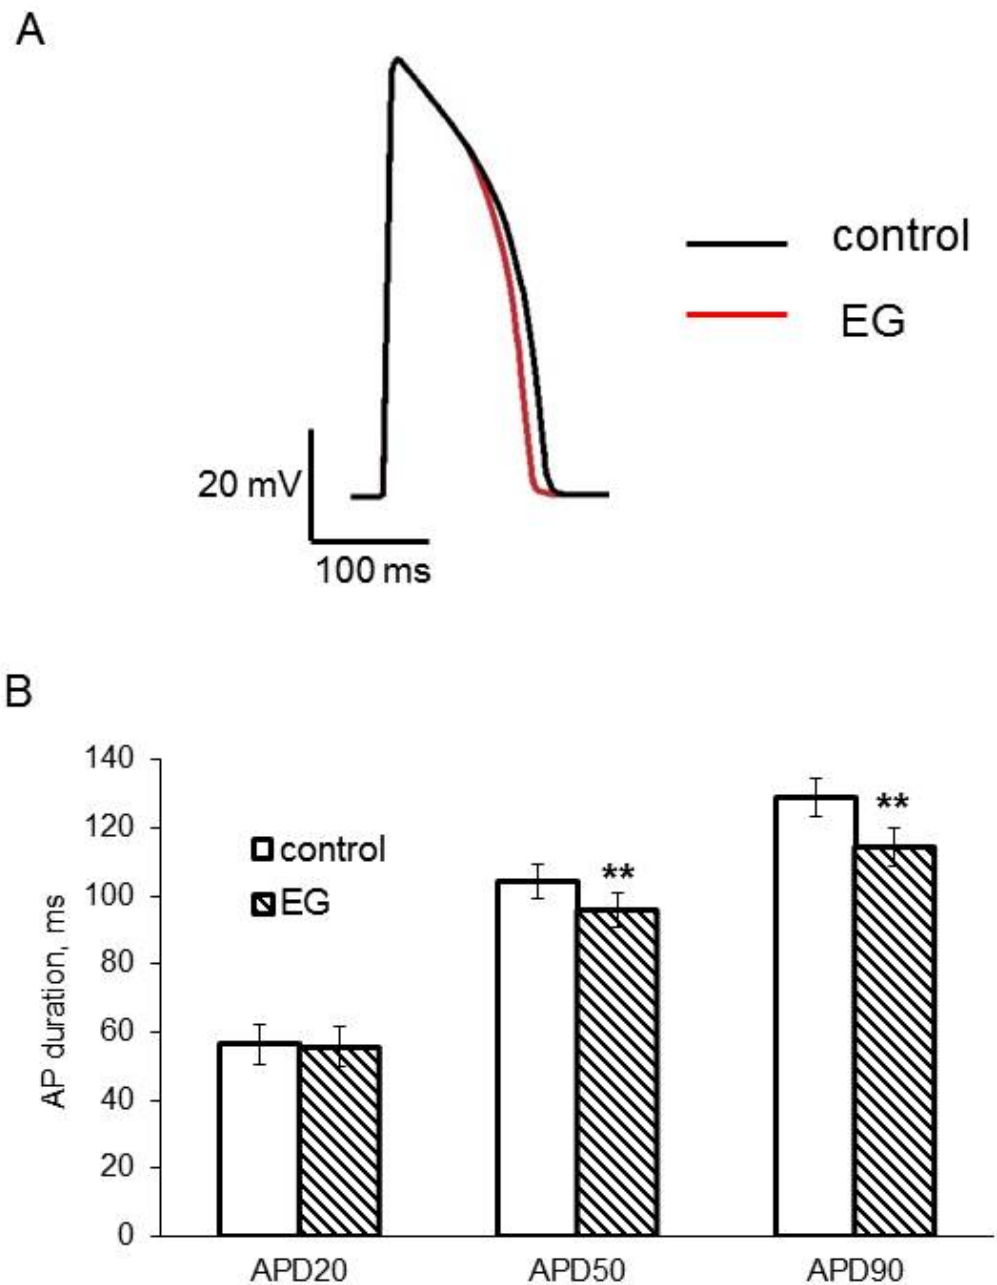 A
control
EG
20 mV
100 ms
B
140
120
100
80
60
40
20
0
AP duration, ms
control
EG
**
**
APD20
APD50
APD90